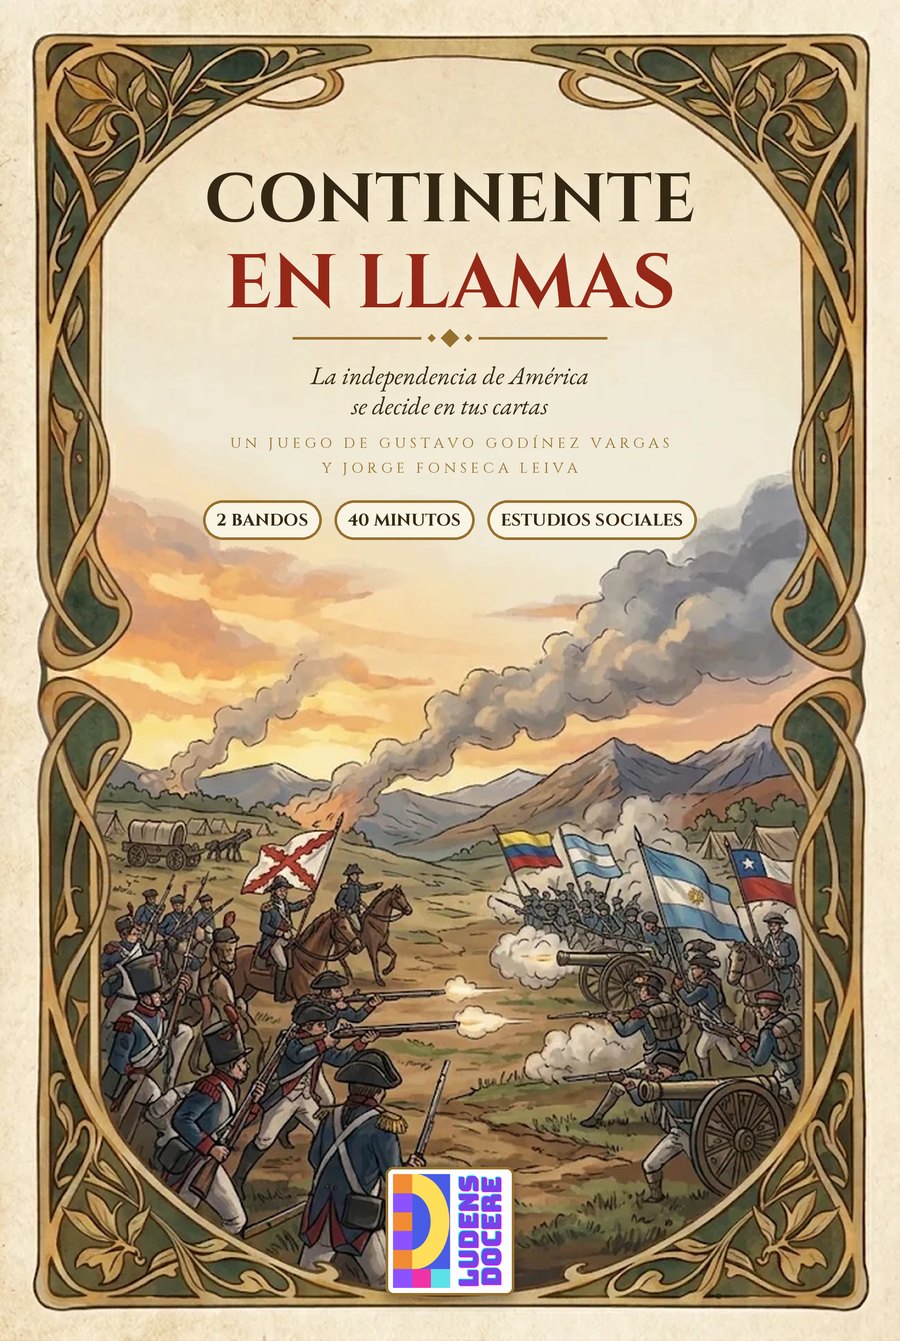 CONTINENTE
EN LLAMAS
La independencia de América
se decide en tus cartas
UN JUEGO DE GUSTAVO GODÍNEZ VARGAS
Y JORGE FONSECA LEIVA
2 BANDOS
40 MINUTOS
ESTUDIOS SOCIALES
LUDENS
DOCERE